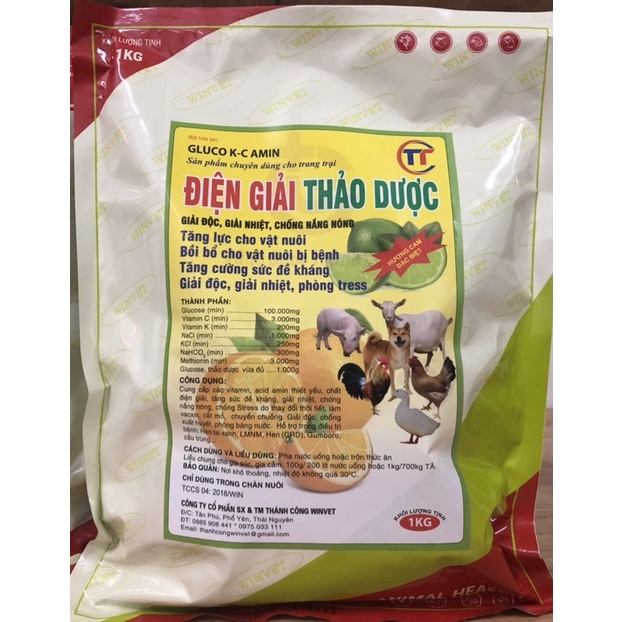 KHỐI LƯỢNG TỊNH
1KG
WINVET
Bột hòa tan
GLUCO K-C AMIN
Sản phẩm chuyên dùng cho trang trại
TC
ĐIỆN GIẢI THẢO DƯỢC
GIẢI ĐỘC, GIẢI NHIỆT, CHỐNG NẮNG NÓNG
Tăng lực cho vật nuôi
Bồi bổ cho vật nuôi bị bệnh
Tăng cường sức đề kháng
Giải độc, giải nhiệt, phòng tress
HƯƠNG CAM
ĐẶC BIỆT
THÀNH PHẦN:
Glucose (min) ............ 100.000mg
Vitamin C (min) ............ 3.000mg
Vitamin K (min) ............ 200mg
NaCl (min) ............ 1.000mg
KCl (min) ............ 250mg
NaHCO3 (min) ............ 300mg
Methionin (min) ............ 3.000mg
Glucose, thảo dược vừa đủ .....1.000g
CÔNG DỤNG:
Cung cấp các vitamin, acid amin thiết yếu, chất
điện giải, tăng sức đề kháng, giải nhiệt, chóng
nắng nóng, chống Stress do thay đổi thời tiết, làm
vacxin, cắt mỏ, chuyển chuồng. Giải độc, chống
xuất huyết, phòng báng nước. Hỗ trợ trong điều trị
bệnh: Heo tai xanh, LMNM, Hen (CRD), Gumboro,
cầu trùng...
CÁCH DÙNG VÀ LIỀU DÙNG: Pha nước uống hoặc trộn thức ăn
Liều chung cho gia súc, gia cầm: 100g/ 200 lít nước uống hoặc 1kg/700kg TĂ.
BẢO QUẢN: Nơi khô thoáng, nhiệt độ không quá 30°C.
CHỈ DÙNG TRONG CHĂN NUÔI
TCCS 04: 2018/WIN
CÔNG TY CỔ PHẦN SX & TM THÀNH CÔNG WINVET
Đ/C: Tân Phú, Phổ Yên, Thái Nguyên
ĐT: 0985 908 441 * 0975 033 111
Email: thanhcongwinvet@gmail.com
KHỐI LƯỢNG TỊNH
1KG
ANIMAL HEA